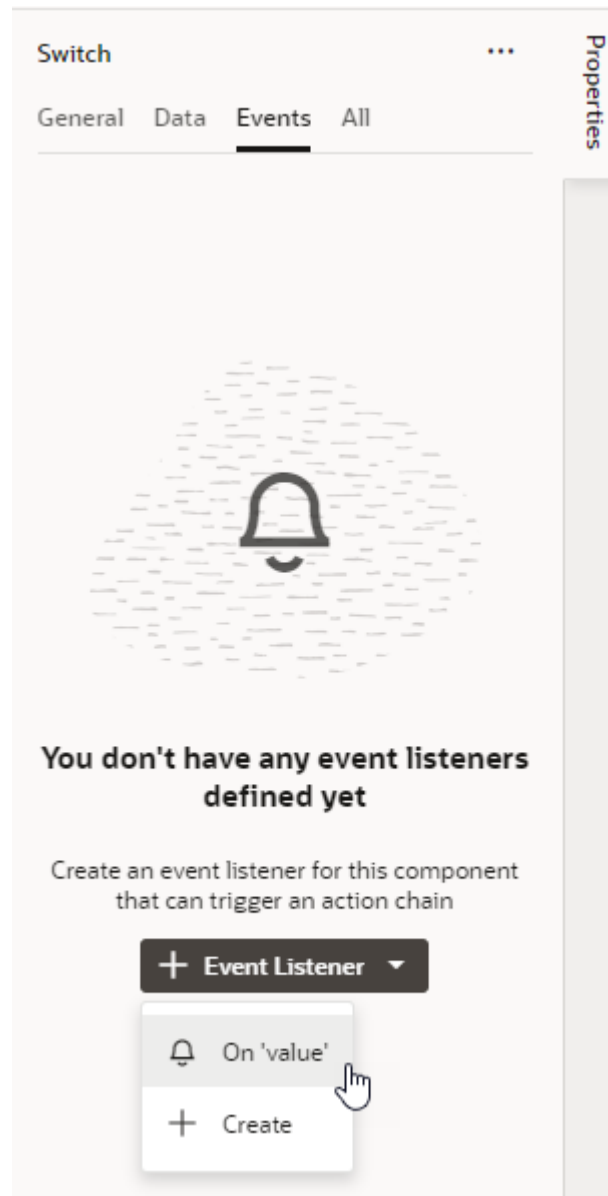 Switch
Properties
General Data Events All
You don't have any event listeners
defined yet
Create an event listener for this component
that can trigger an action chain
+ Event Listener
On 'value'
+ Create